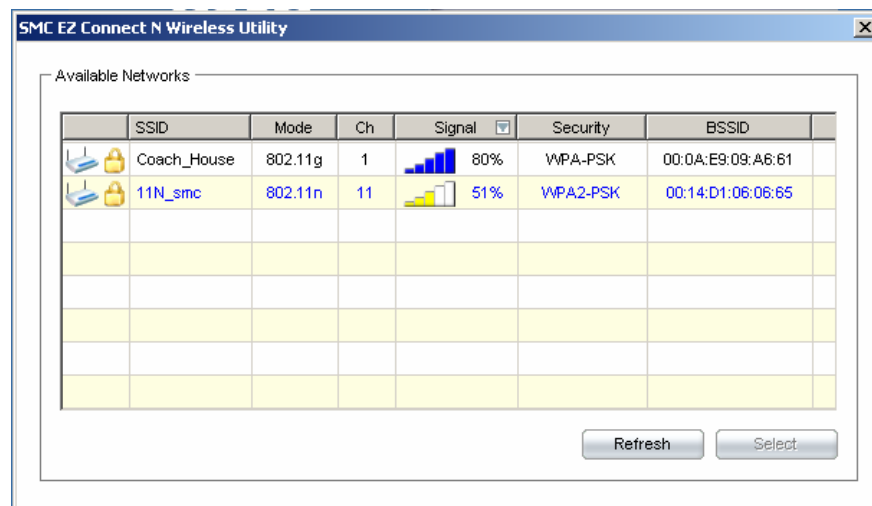 SMC EZ Connect N Wireless Utility
Available Networks
SSID Mode Ch Signal Security BSSID
Coach_House 802.11g 1 80% WPA-PSK 00:0A:E9:09:A6:61
11N_smc 802.11n 11 51% WPA2-PSK 00:14:D1:06:06:65
Refresh Select